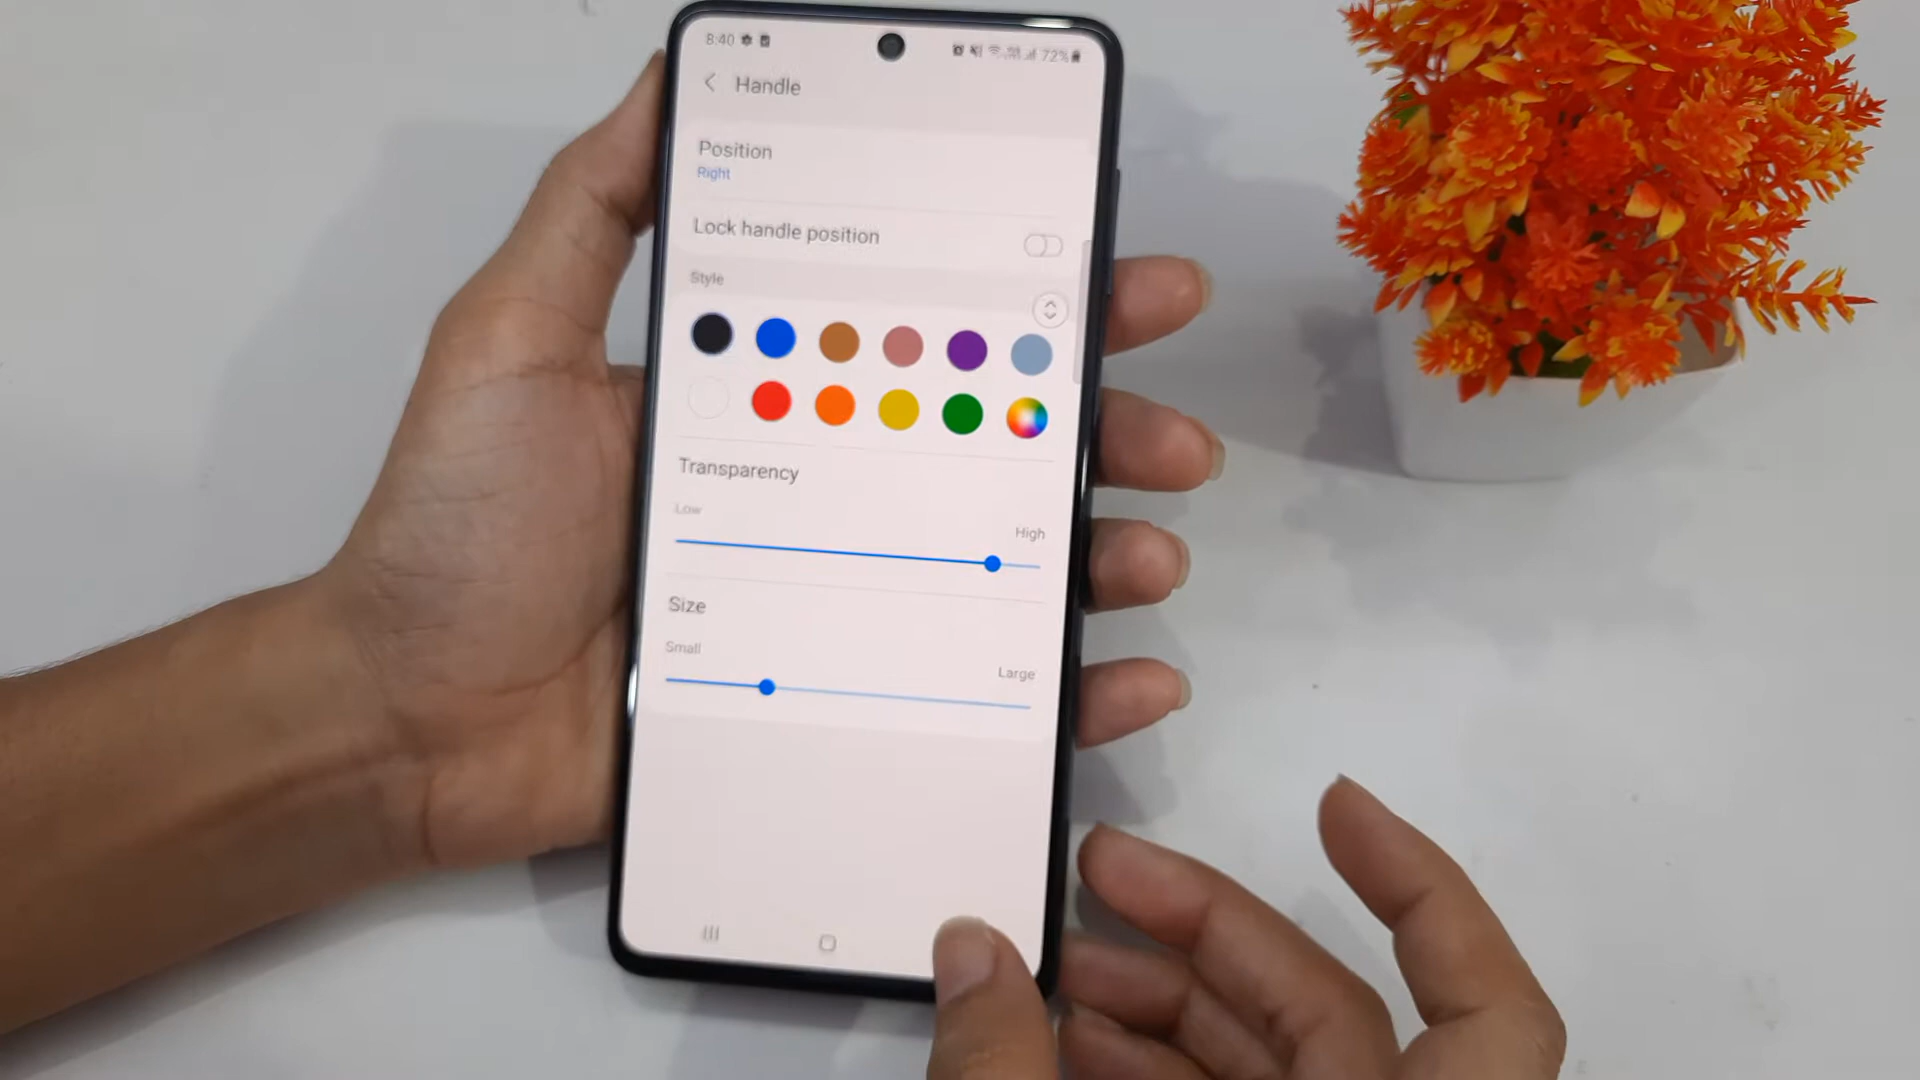 8:40
72%
Handle
Position
Right
Lock handle position
Style
Transparency
Low
High
Size
Small
Large